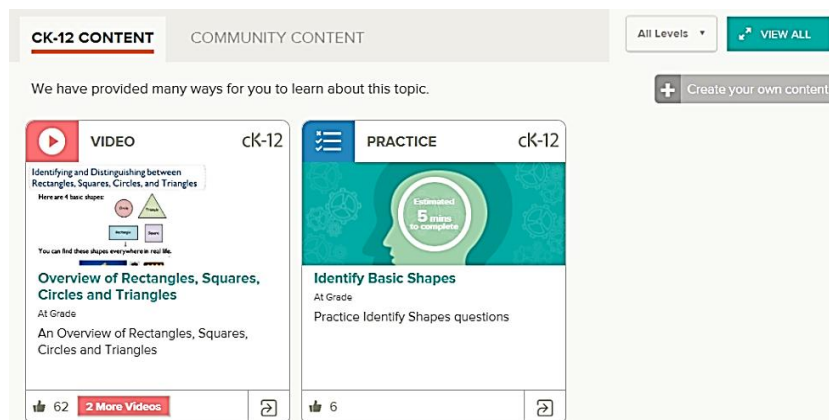 CK-12 CONTENT
COMMUNITY CONTENT
All Levels
VIEW ALL
We have provided many ways for you to learn about this topic.
Create your own content
VIDEO
cK-12
Identifying and Distinguishing between
Rectangles, Squares, Circles, and Triangles
Here are 4 basic shapes:
Circle
Triangle
Rectangle
Square
You can find these shapes everywhere in real life.
Overview of Rectangles, Squares,
Circles and Triangles
At Grade
An Overview of Rectangles, Squares,
Circles and Triangles
62
2 More Videos
PRACTICE
cK-12
Estimated
5 mins
to complete
Identify Basic Shapes
At Grade
Practice Identify Shapes questions
6